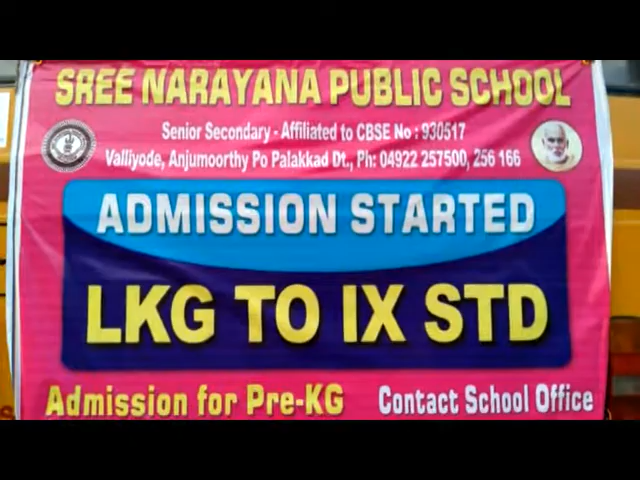 SREE NARAYANA PUBLIC SCHOOL
Senior Secondary - Affiliated to CBSE No : 930517
Valliyode, Anjumoorthy Po Palakkad Dt., Ph: 04922 257500, 256 166
ADMISSION STARTED
LKG TO IX STD
Admission for Pre-KG Contact School Office